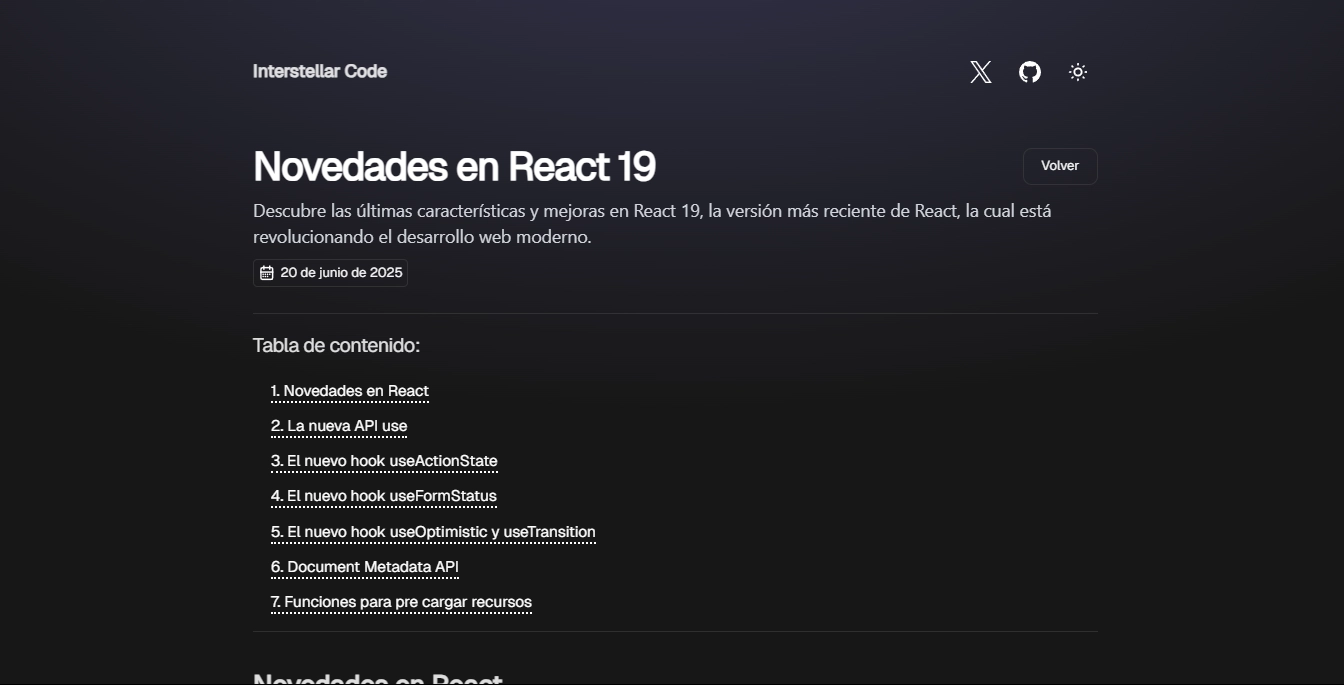 Interstellar Code
Novedades en React 19
Volver
Descubre las últimas características y mejoras en React 19, la versión más reciente de React, la cual está
revolucionando el desarrollo web moderno.
20 de junio de 2025
Tabla de contenido:
1. Novedades en React
2. La nueva API use
3. El nuevo hook useActionState
4. El nuevo hook useFormStatus
5. El nuevo hook useOptimistic y useTransition
6. Document Metadata API
7. Funciones para pre cargar recursos
Novedades en React